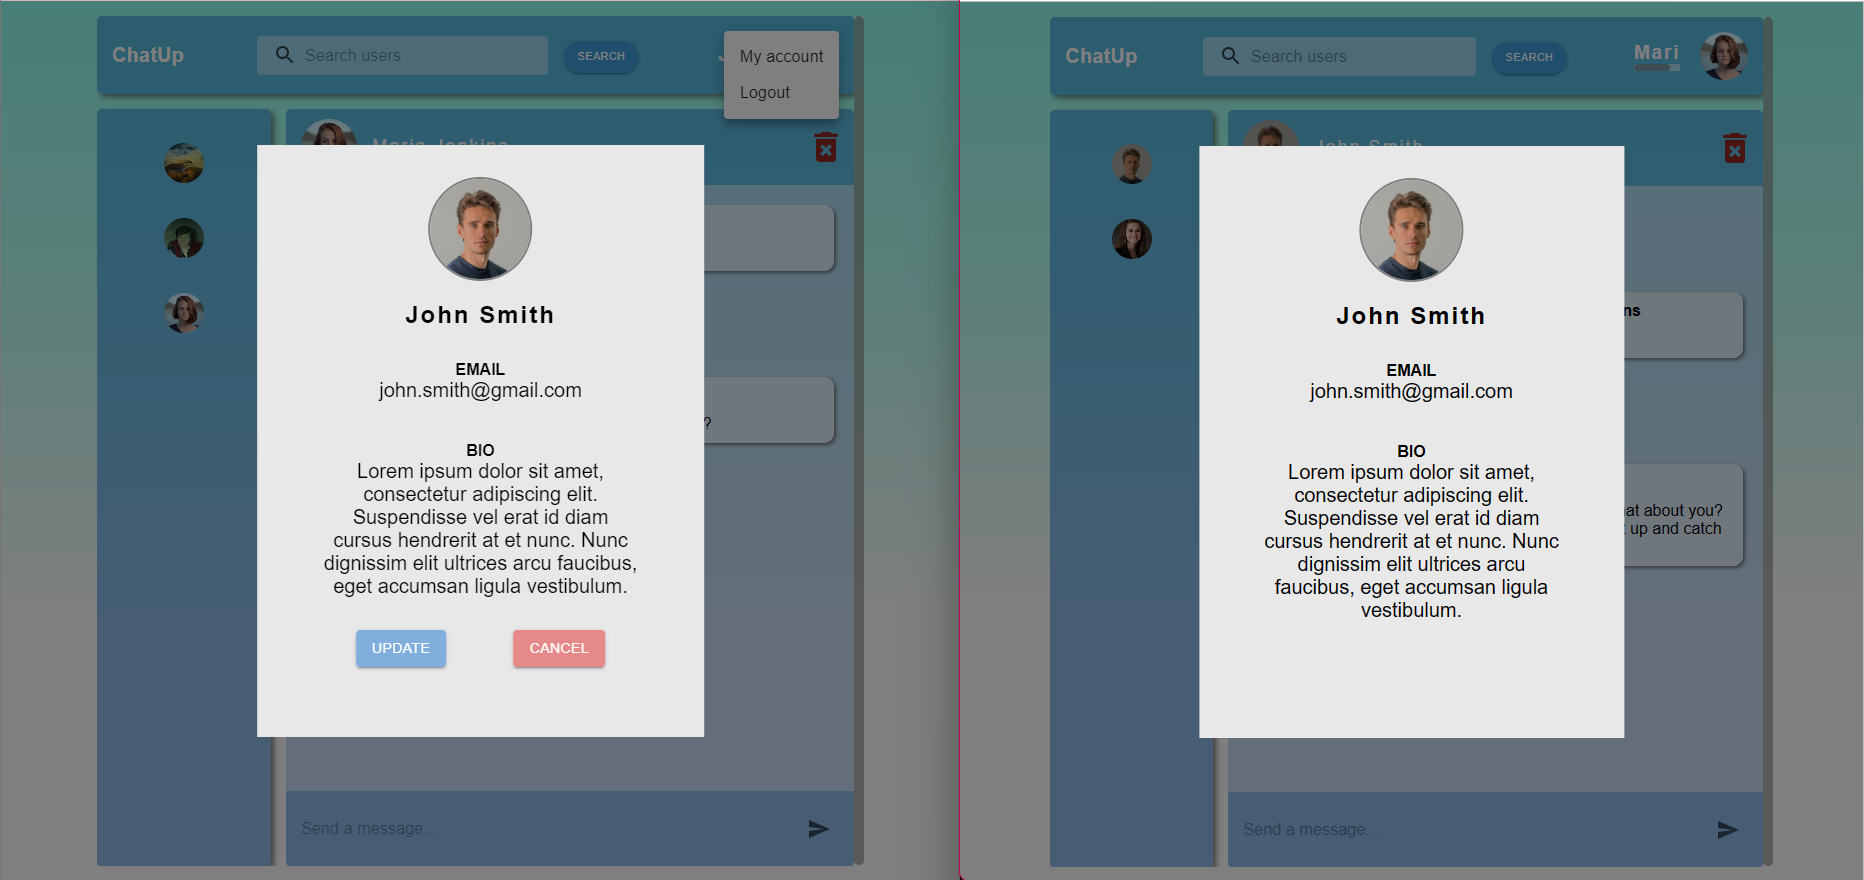 ChatUp
Search users
SEARCH
My account
Logout
John Smith
EMAIL
john.smith@gmail.com
BIO
Lorem ipsum dolor sit amet,
consectetur adipiscing elit.
Suspendisse vel erat id diam
cursus hendrerit at et nunc. Nunc
dignissim elit ultrices arcu faucibus,
eget accumsan ligula vestibulum.
UPDATE
CANCEL
?
Send a message...
ChatUp
Search users
SEARCH
Mari
John Smith
John Smith
EMAIL
john.smith@gmail.com
BIO
Lorem ipsum dolor sit amet,
consectetur adipiscing elit.
Suspendisse vel erat id diam
cursus hendrerit at et nunc. Nunc
dignissim elit ultrices arcu
faucibus, eget accumsan ligula
vestibulum.
ns
at about you?
up and catch
Send a message...